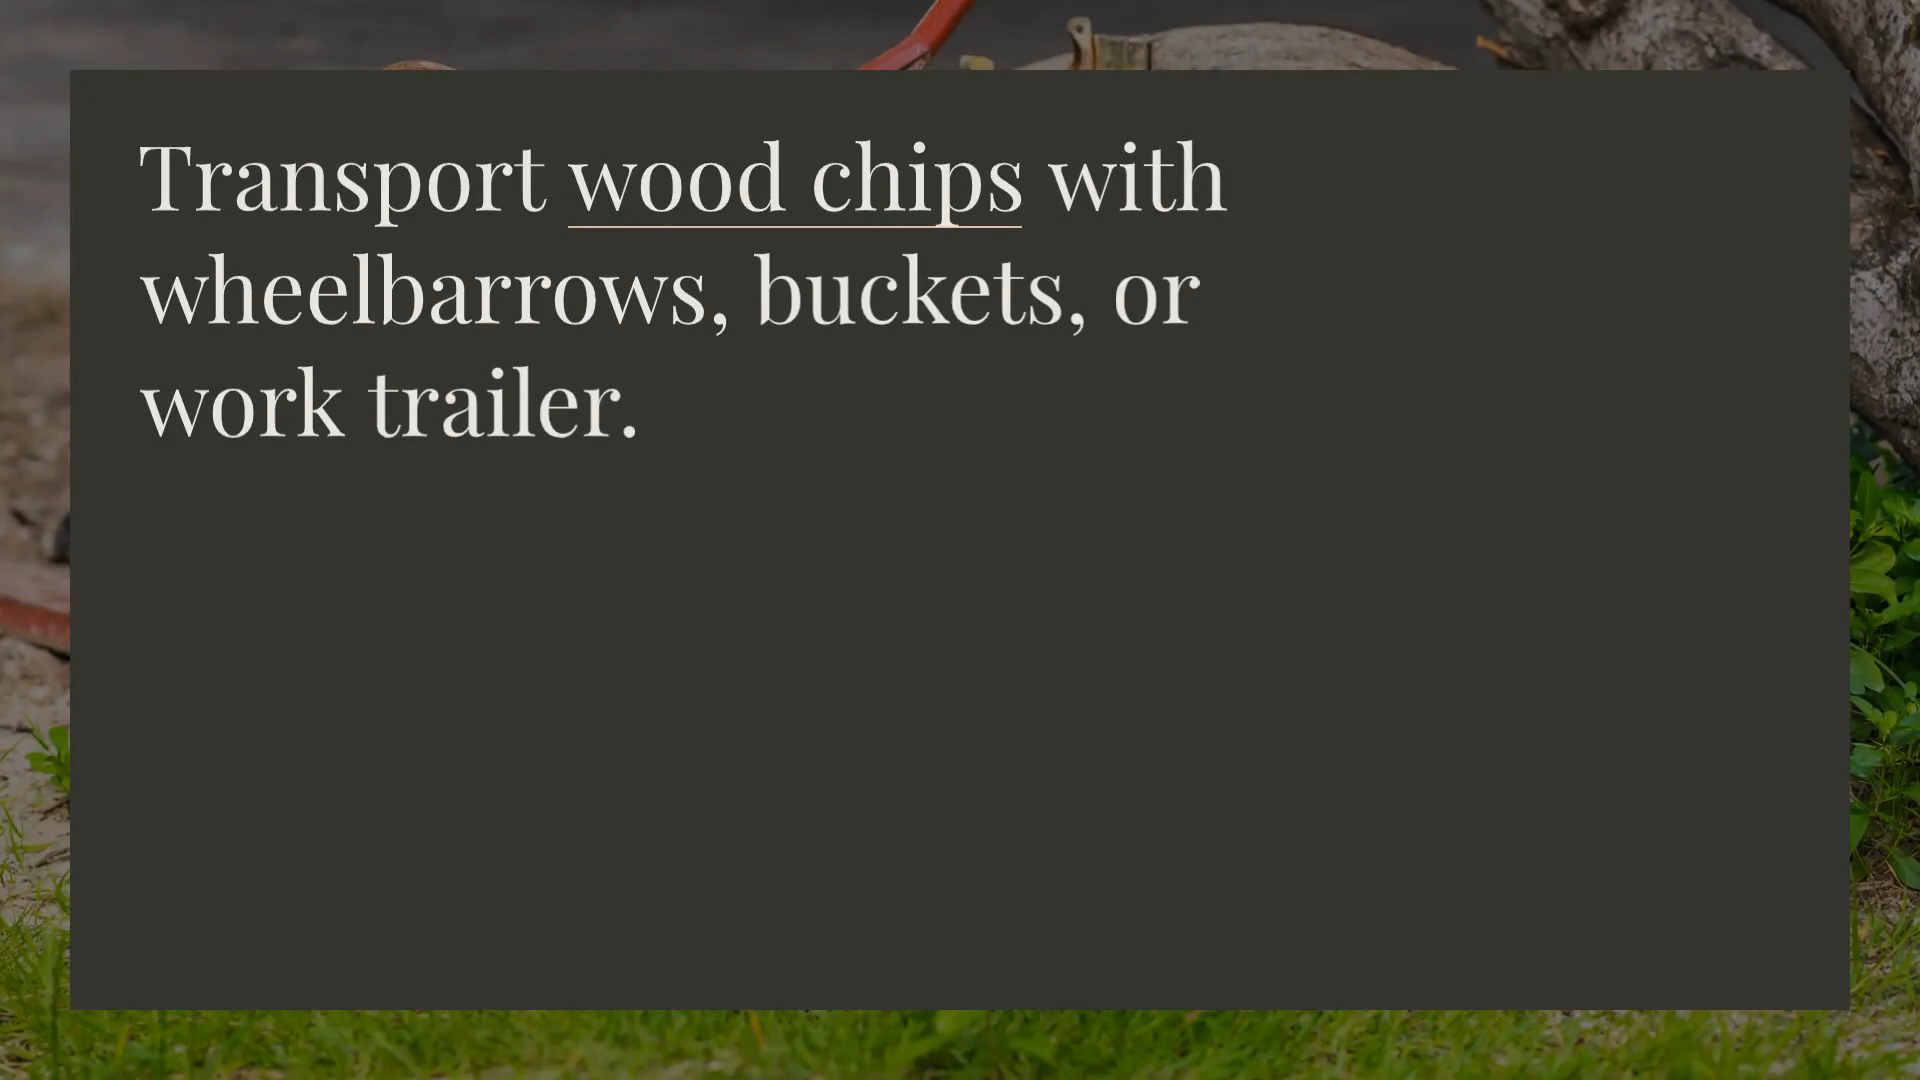 Transport wood chips with
wheelbarrows, buckets, or
work trailer.